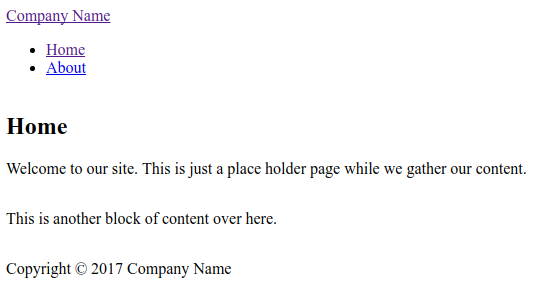 Company Name
Home
About
Home
Welcome to our site. This is just a place holder page while we gather our content.
This is another block of content over here.
Copyright © 2017 Company Name